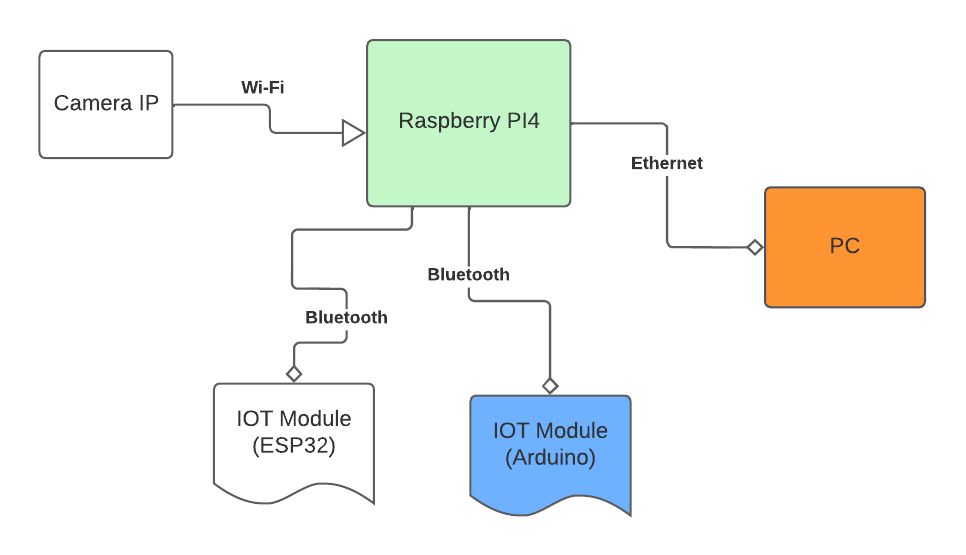 Camera IP
Wi-Fi
Raspberry PI4
Ethernet
PC
Bluetooth
Bluetooth
IOT Module
(ESP32)
IOT Module
(Arduino)